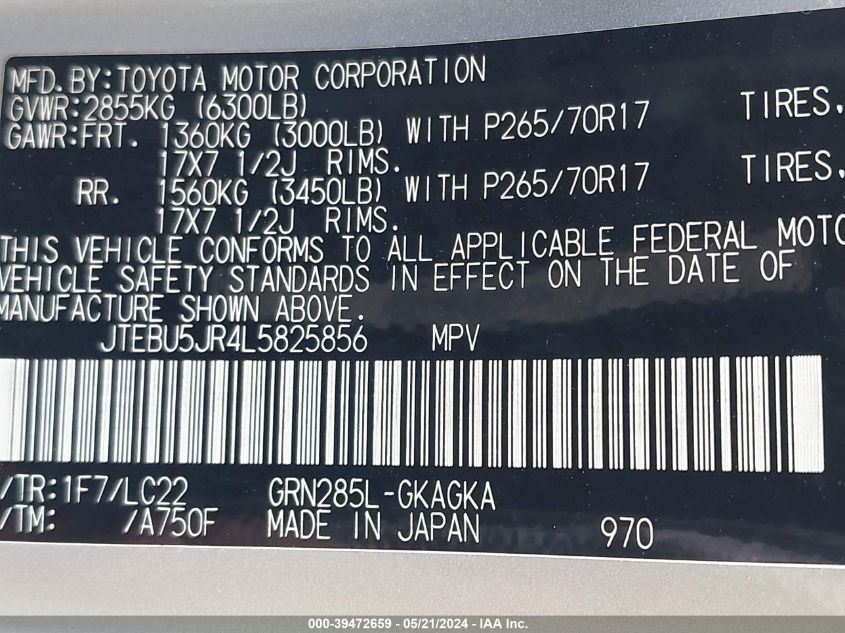 MFD.BY:TOYOTA MOTOR CORPORATION
GVWR:2855KG (6300LB)
GAWR:FRT. 1360KG (3000LB) WITH P265/70R17 TIRES,
17X7 1/2J RIMS.
RR. 1560KG (3450LB) WITH P265/70R17 TIRES,
17X7 1/2J RIMS.
THIS VEHICLE CONFORMS TO ALL APPLICABLE FEDERAL MOTO
VEHICLE SAFETY STANDARDS IN EFFECT ON THE DATE OF
MANUFACTURE SHOWN ABOVE.
JTEBU5JR4L5825856 MPV
/TR:1F7/LC22 GRN285L-GKAGKA
/TM: /A750F MADE IN JAPAN 970
000-39472659 - 05/21/2024 - IAA Inc.